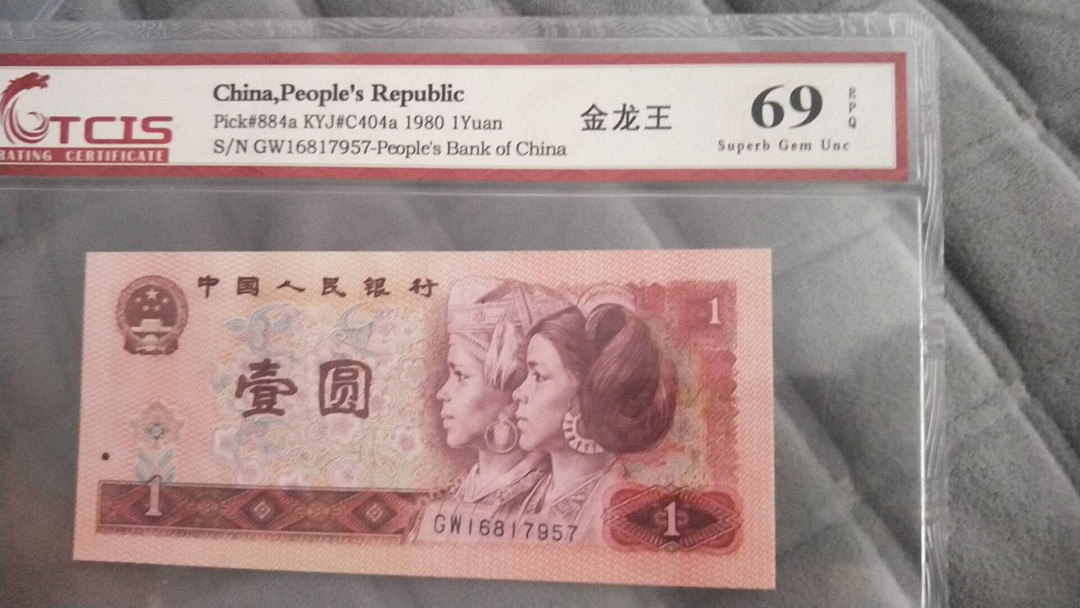 TCIS
RATING CERTIFICATE
China,People's Republic
Pick#884a KYJ#C404a 1980 1Yuan
S/N GW16817957-People's Bank of China
金龙王
69
EPQ
Superb Gem Unc
中国人民银行
1
壹圆
1
GW16817957
1